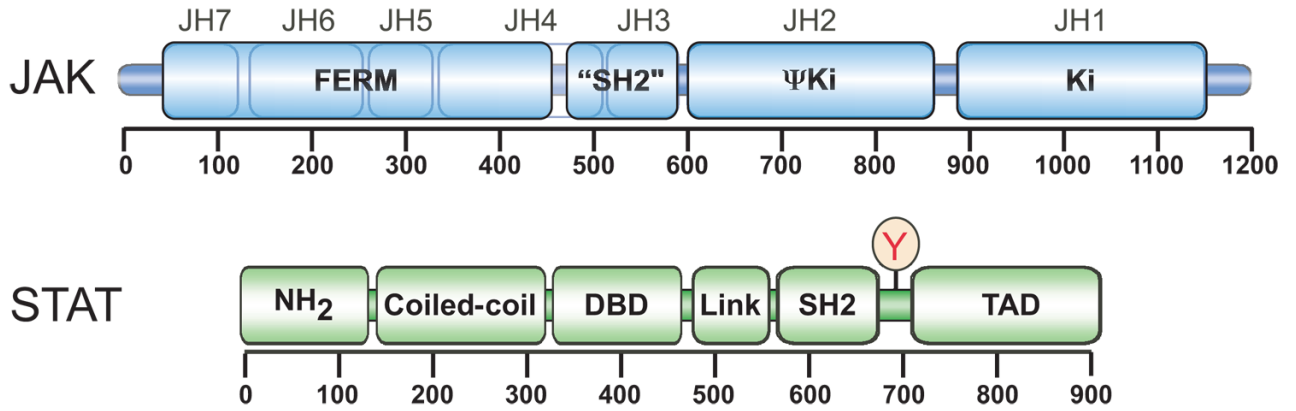 JH7 JH6 JH5 JH4 JH3 JH2 JH1
JAK FERM “SH2" ΨKi Ki
0 100 200 300 400 500 600 700 800 900 1000 1100 1200
Y
STAT NH2 Coiled-coil DBD Link SH2 TAD
0 100 200 300 400 500 600 700 800 900